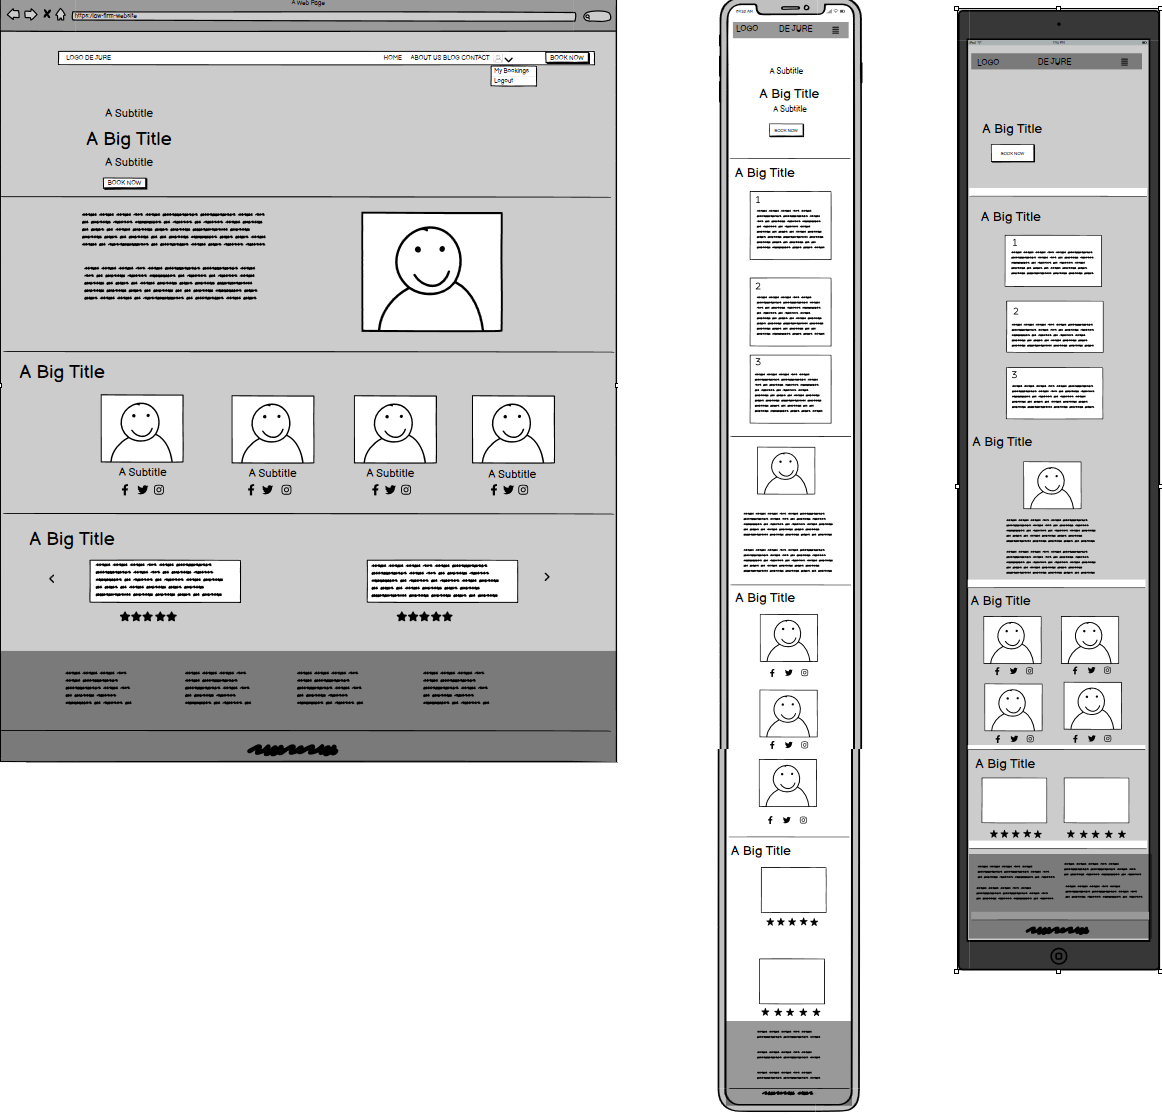 A Web Page
https://law-firm-website
LOGO DE JURE
HOME
ABOUT US BLOG CONTACT
BOOK NOW
My Bookings
Logout
A Subtitle
A Big Title
A Subtitle
BOOK NOW
A Big Title
A Subtitle
A Subtitle
A Subtitle
A Subtitle
A Big Title
LOGO
DE JURE
A Subtitle
A Big Title
A Subtitle
BOOK NOW
A Big Title
1
2
3
A Big Title
A Big Title
LOGO
DE JURE
A Big Title
BOOK NOW
A Big Title
1
2
3
A Big Title
A Big Title
A Big Title